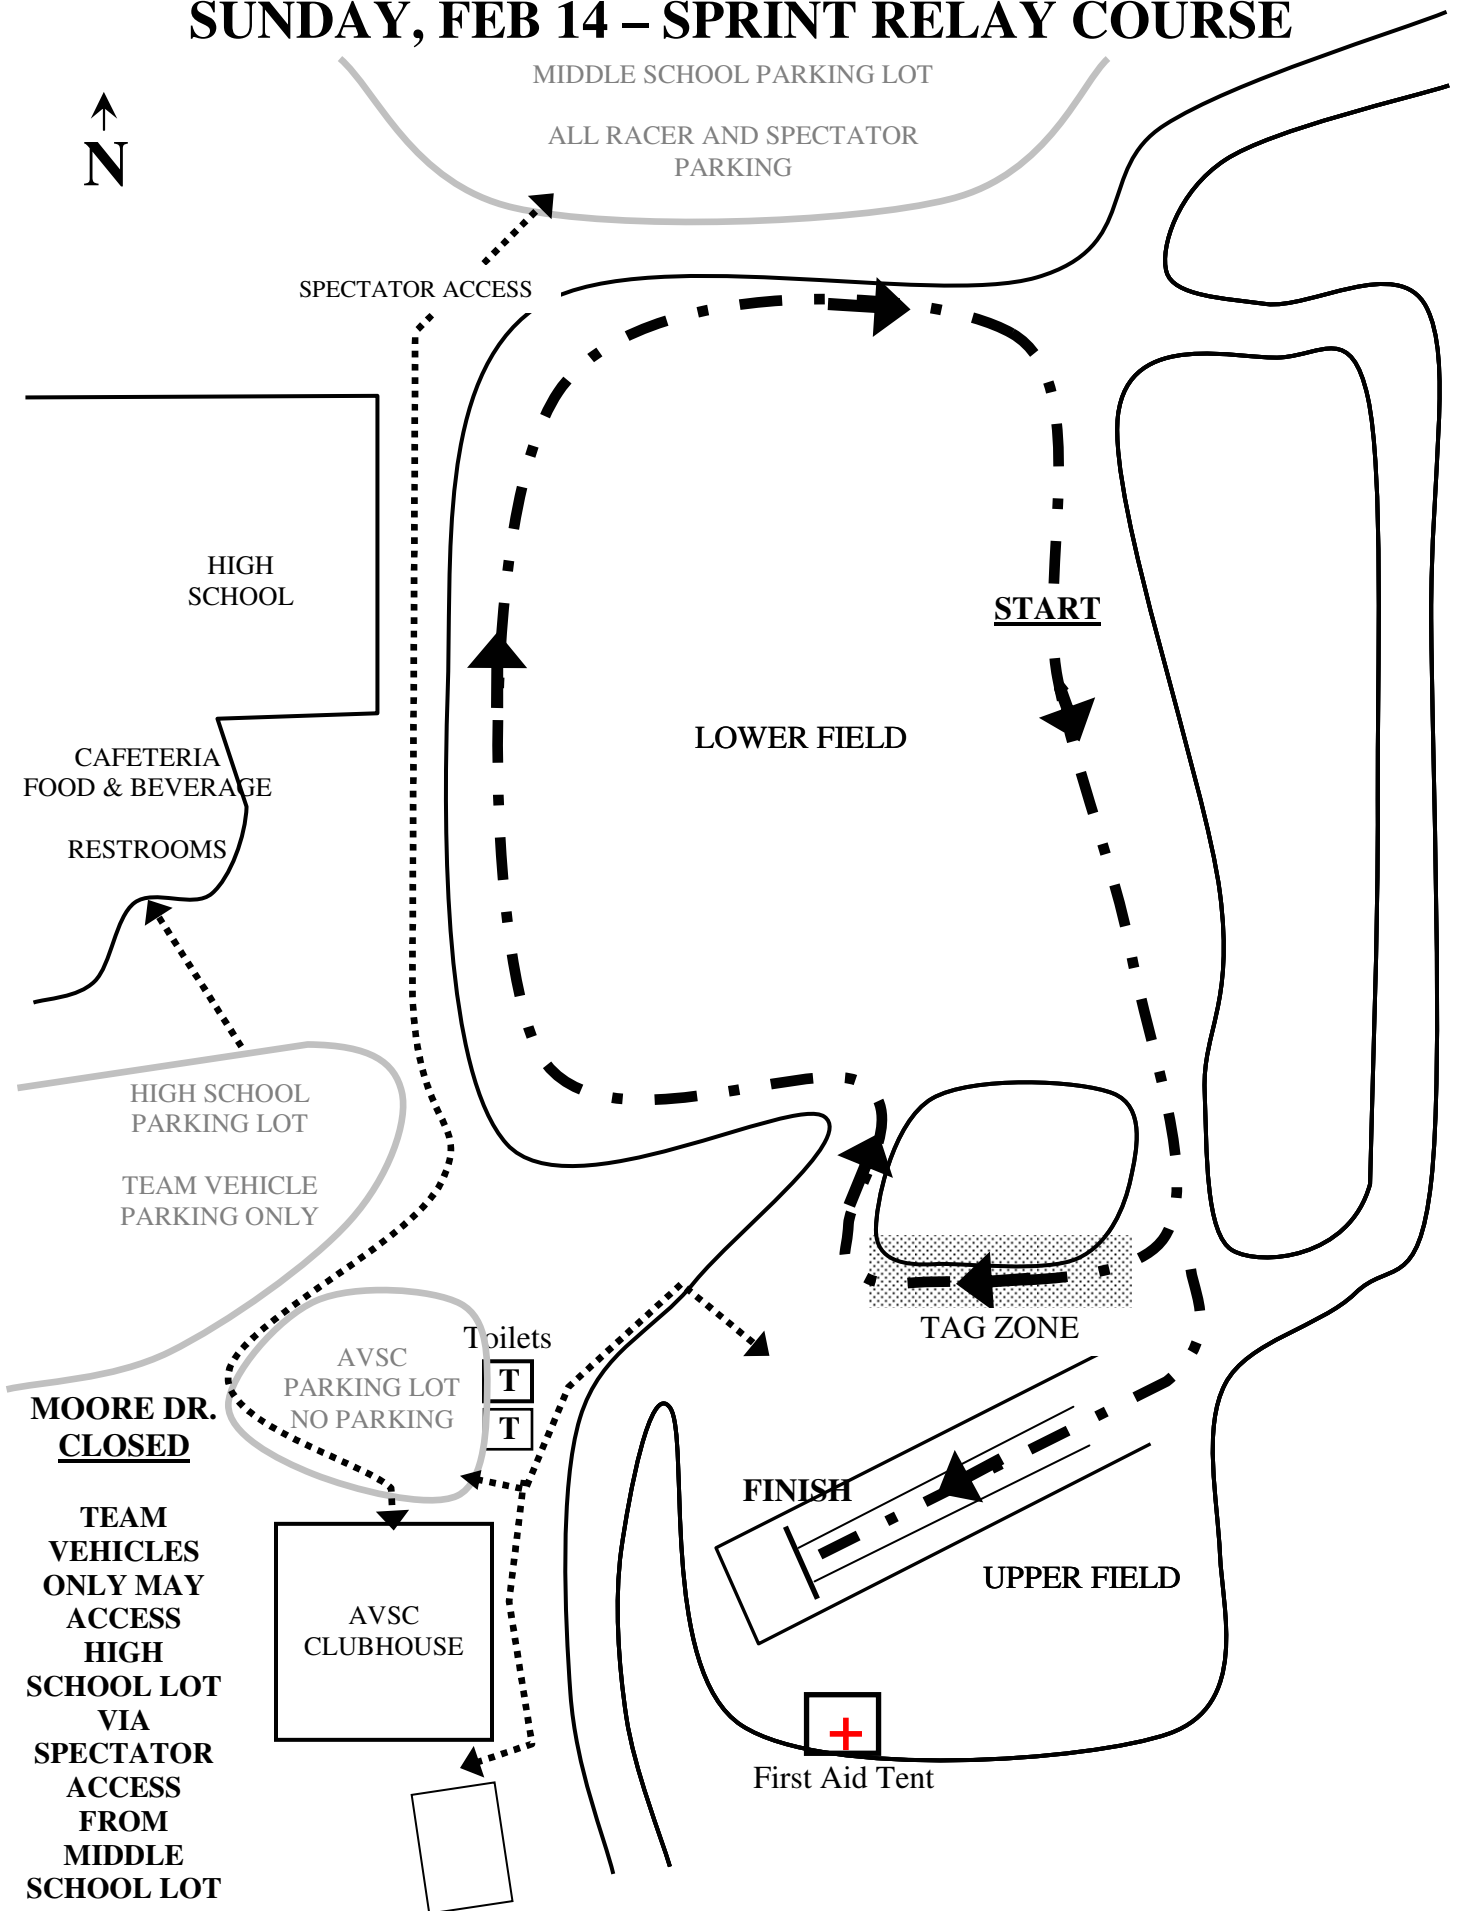 SUNDAY, FEB 14 – SPRINT RELAY COURSE
MIDDLE SCHOOL PARKING LOT
ALL RACER AND SPECTATOR
PARKING
N
SPECTATOR ACCESS
HIGH
SCHOOL
START
LOWER FIELD
CAFETERIA
FOOD & BEVERAGE
RESTROOMS
HIGH SCHOOL
PARKING LOT
TEAM VEHICLE
PARKING ONLY
TAG ZONE
Toilets
T
T
AVSC
PARKING LOT
NO PARKING
MOORE DR.
CLOSED
TEAM
VEHICLES
ONLY MAY
ACCESS
HIGH
SCHOOL LOT
VIA
SPECTATOR
ACCESS
FROM
MIDDLE
SCHOOL LOT
FINISH
UPPER FIELD
AVSC
CLUBHOUSE
First Aid Tent